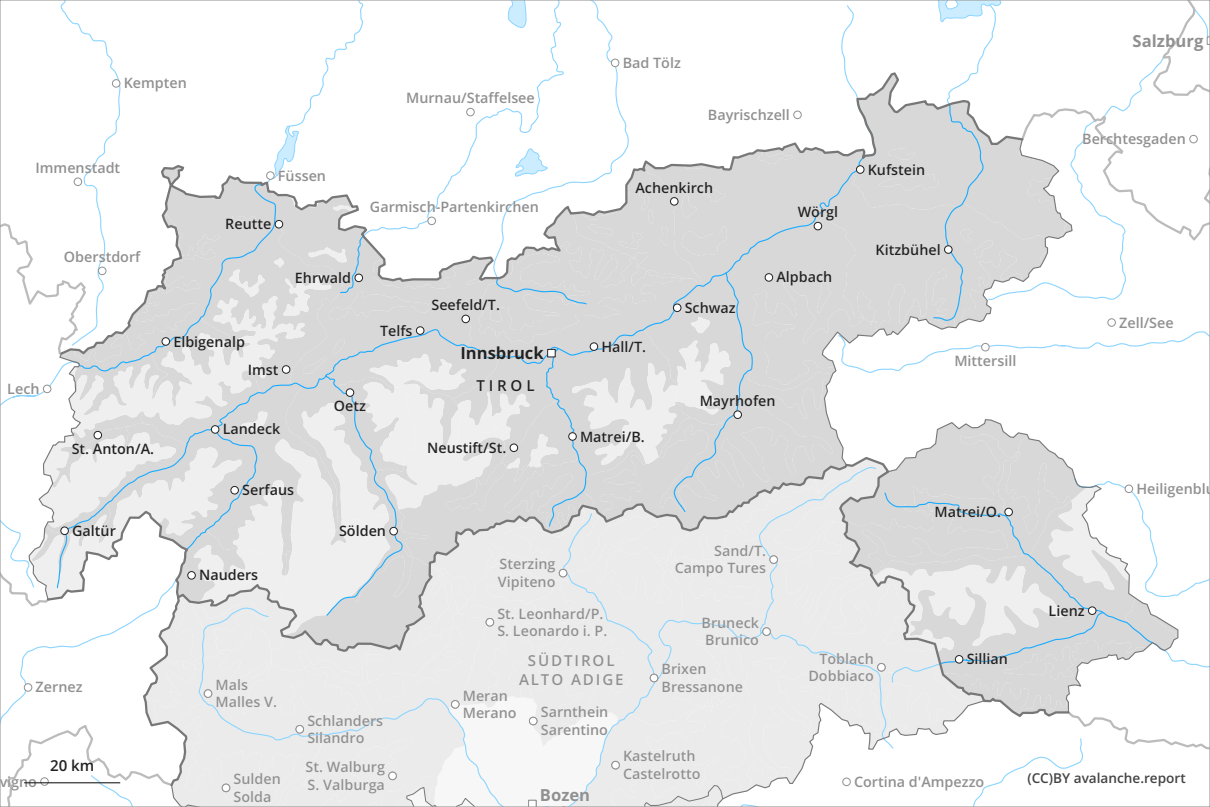 Salzburg
Bad Tölz
Kempten
Murnau/Staffelsee
Bayrischzell
Berchtesgaden
Immenstadt
Füssen
Kufstein
Achenkirch
Garmisch-Partenkirchen
Wörgl
Reutte
Kitzbühel
Oberstdorf
Ehrwald
Alpbach
Seefeld/T.
Schwaz
Telfs
Zell/See
Elbigenalp
Innsbruck
Hall/T.
Mittersill
Imst
TIROL
Lech
Oetz
Mayrhofen
Landeck
Matrei/B.
St. Anton/A.
Neustift/St.
Serfaus
Heiligenblu
Matrei/O.
Galtür
Sölden
Sand/T.
Campo Tures
Sterzing
Vipiteno
Nauders
Lienz
St. Leonhard/P.
S. Leonardo i. P.
Bruneck
Brunico
SÜDTIROL
ALTO ADIGE
Toblach
Dobbiaco
Sillian
Brixen
Bressanone
Zernez
Mals
Malles V.
Meran
Merano
Sarnthein
Sarentino
Schlanders
Silandro
Kastelruth
Castelrotto
St. Walburg
S. Valburga
20 km
vigno
Sulden
Solda
Cortina d'Ampezzo
(CC)BY avalanche.report
Bozen